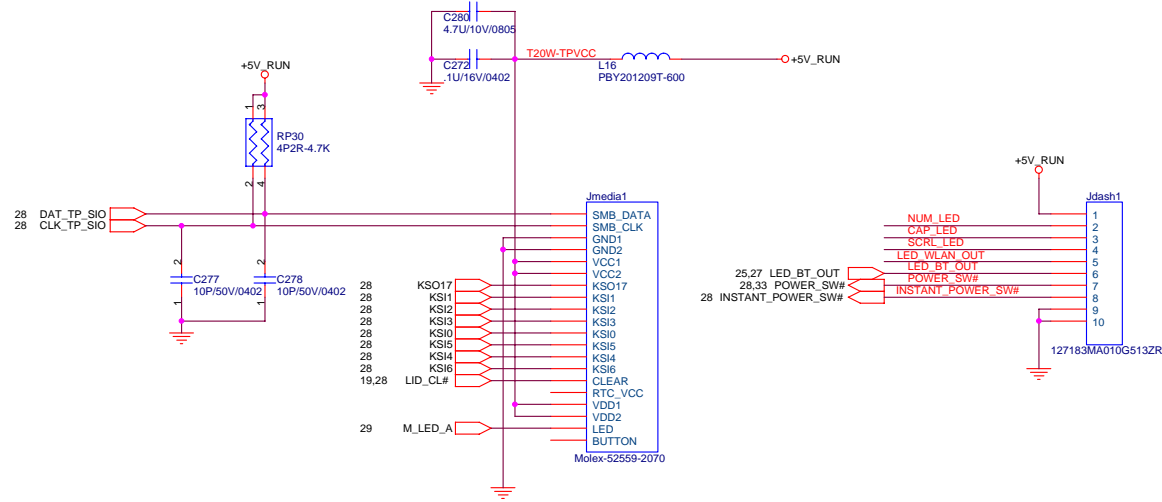 C280
4.7U/10V/0805
T20W-TPVCC
C272
.1U/16V/0402
L16
PBY201209T-600
+5V_RUN
+5V_RUN
1
3
RP30
4P2R-4.7K
2
4
28 DAT_TP_SIO
28 CLK_TP_SIO
2
C277
10P/50V/0402
1
2
C278
10P/50V/0402
1
Jmedia1
SMB_DATA
SMB_CLK
GND1
GND2
VCC1
VCC2
28 KSO17 KSO17
28 KSI1 KSI1
28 KSI2 KSI2
28 KSI3 KSI3
28 KSI0 KSI0
28 KSI5 KSI5
28 KSI4 KSI4
28 KSI6 KSI6
19,28 LID_CL# CLEAR
RTC_VCC
VDD1
VDD2
29 M_LED_A LED
BUTTON
Molex-52559-2070
+5V_RUN
Jdash1
1
NUM_LED 2
CAP_LED 3
SCRL_LED 4
LED_WLAN_OUT 5
25,27 LED_BT_OUT LED_BT_OUT 6
28,33 POWER_SW# POWER_SW# 7
28 INSTANT_POWER_SW# INSTANT_POWER_SW# 8
9
10
127183MA010G513ZR